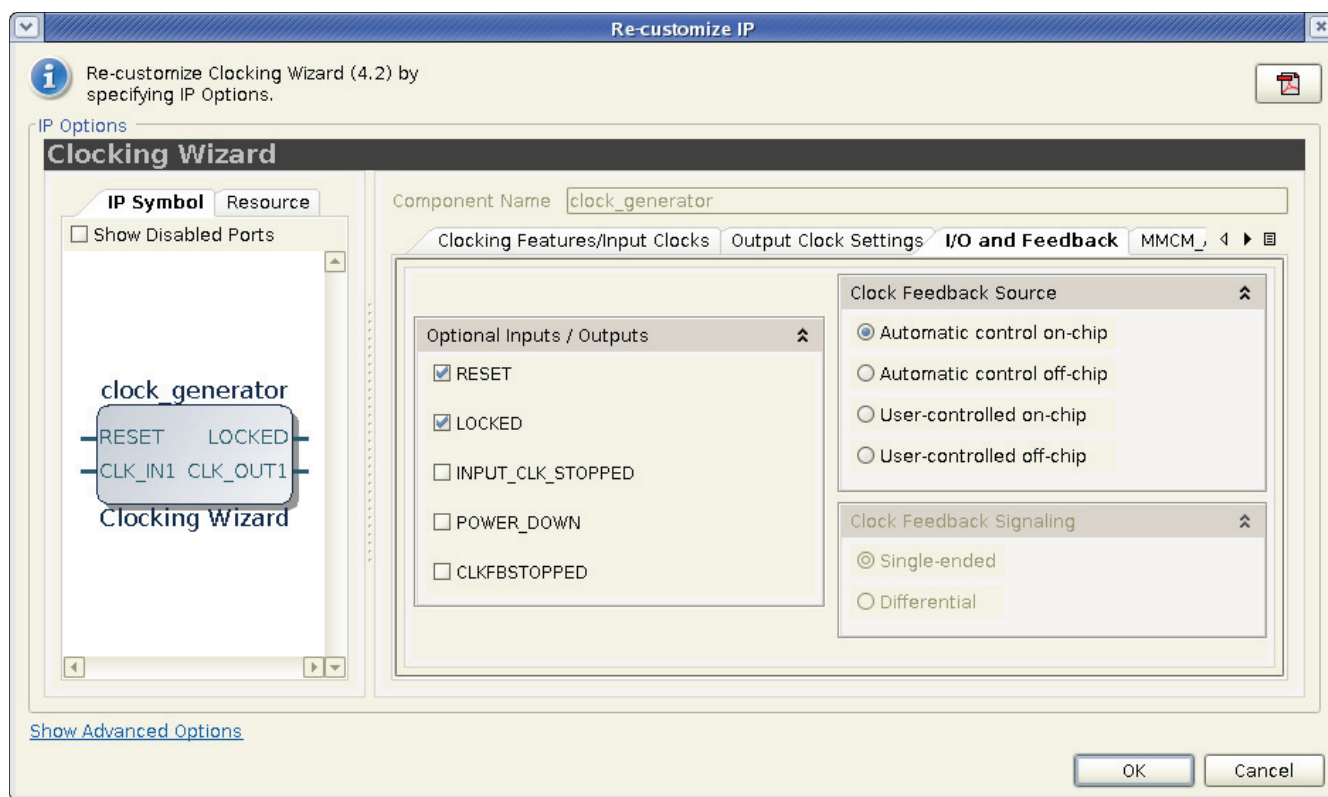 Re-customize IP
Re-customize Clocking Wizard (4.2) by
specifying IP Options.
IP Options
Clocking Wizard
IP Symbol Resource
Show Disabled Ports
clock_generator
RESET LOCKED
CLK_IN1 CLK_OUT1
Clocking Wizard
Component Name clock_generator
Clocking Features/Input Clocks Output Clock Settings I/O and Feedback MMCM_
Optional Inputs / Outputs
RESET
LOCKED
INPUT_CLK_STOPPED
POWER_DOWN
CLKFBSTOPPED
Clock Feedback Source
Automatic control on-chip
Automatic control off-chip
User-controlled on-chip
User-controlled off-chip
Clock Feedback Signaling
Single-ended
Differential
Show Advanced Options
OK Cancel